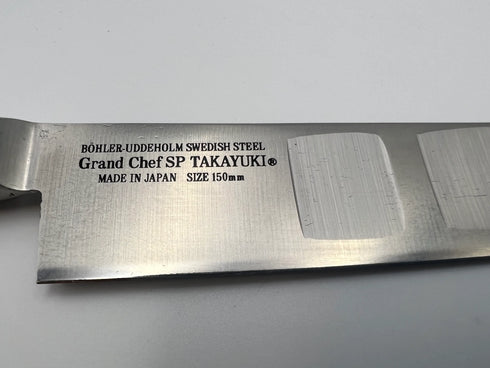 BÖHLER-UDDEHOLM SWEDISH STEEL
Grand Chef SP TAKAYUKI®
MADE IN JAPAN SIZE 150mm